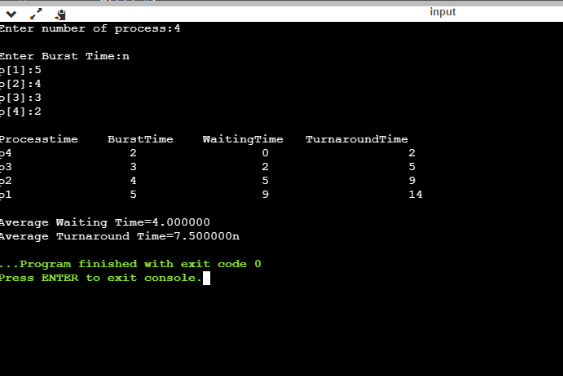 input
Enter number of process:4
Enter Burst Time:n
p[1]:5
p[2]:4
p[3]:3
p[4]:2
Processtime BurstTime WaitingTime TurnaroundTime
p4 2 0 2
p3 3 2 5
p2 4 5 9
p1 5 9 14
Average Waiting Time=4.000000
Average Turnaround Time=7.500000n
...Program finished with exit code 0
Press ENTER to exit console.